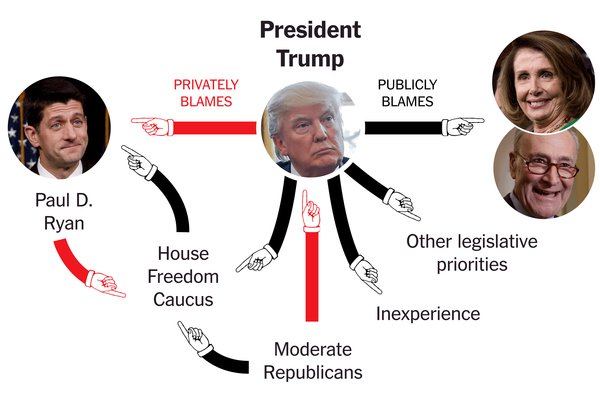 President
Trump
PRIVATELY
BLAMES
PUBLICLY
BLAMES
Paul D.
Ryan
House
Freedom
Caucus
Other legislative
priorities
Inexperience
Moderate
Republicans